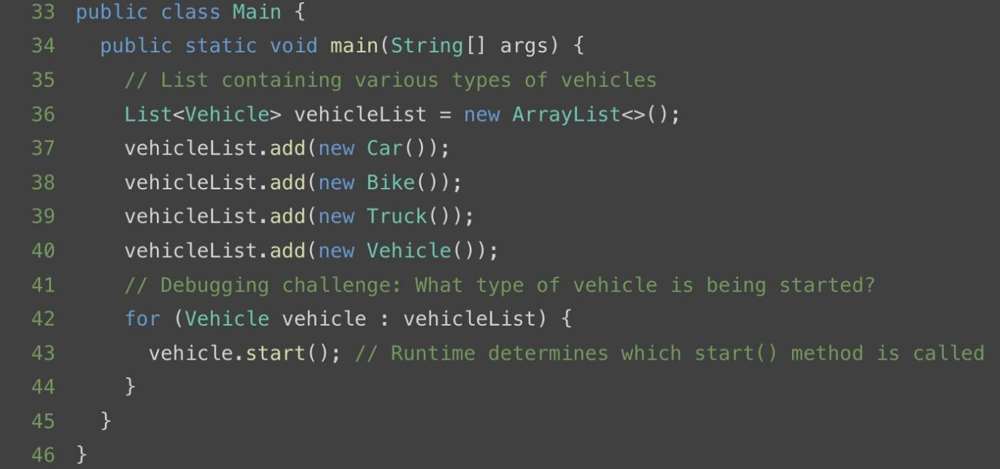 33 public class Main {
34 public static void main(String[] args) {
35 // List containing various types of vehicles
36 List<Vehicle> vehicleList = new ArrayList<>();
37 vehicleList.add(new Car());
38 vehicleList.add(new Bike());
39 vehicleList.add(new Truck());
40 vehicleList.add(new Vehicle());
41 // Debugging challenge: What type of vehicle is being started?
42 for (Vehicle vehicle : vehicleList) {
43 vehicle.start(); // Runtime determines which start() method is called
44 }
45 }
46 }